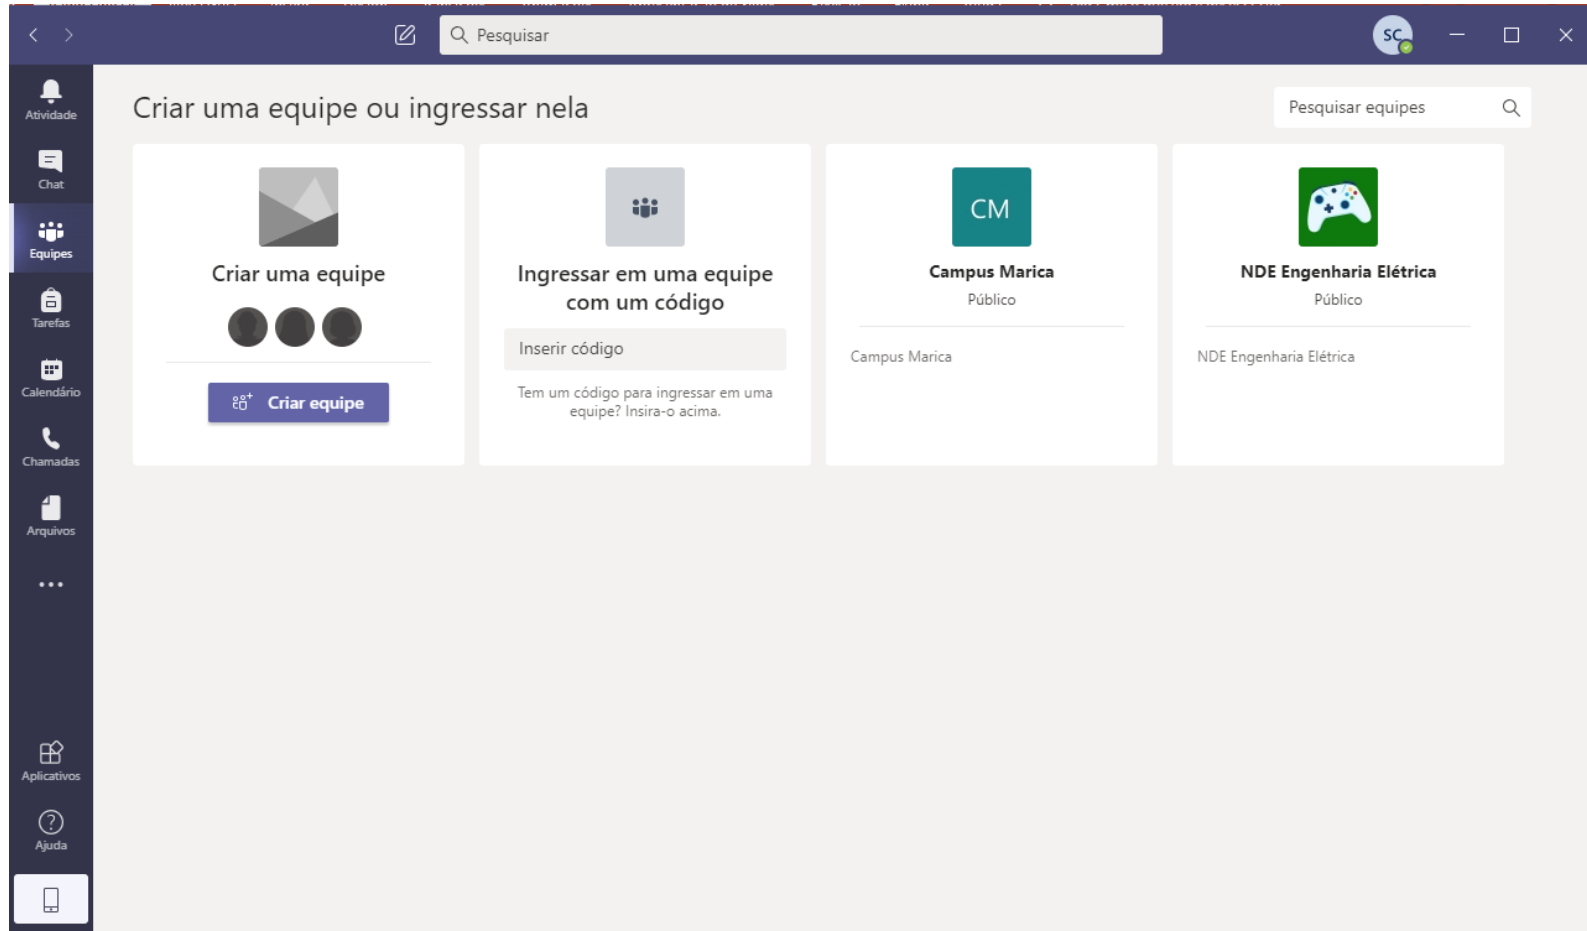 Pesquisar
SC
Atividade
Chat
Equipes
Tarefas
Calendário
Chamadas
Arquivos
Aplicativos
Ajuda
Criar uma equipe ou ingressar nela
Pesquisar equipes
Criar uma equipe
Criar equipe
Ingressar em uma equipe
com um código
Inserir código
Tem um código para ingressar em uma
equipe? Insira-o acima.
CM
Campus Marica
Público
Campus Marica
NDE Engenharia Elétrica
Público
NDE Engenharia Elétrica